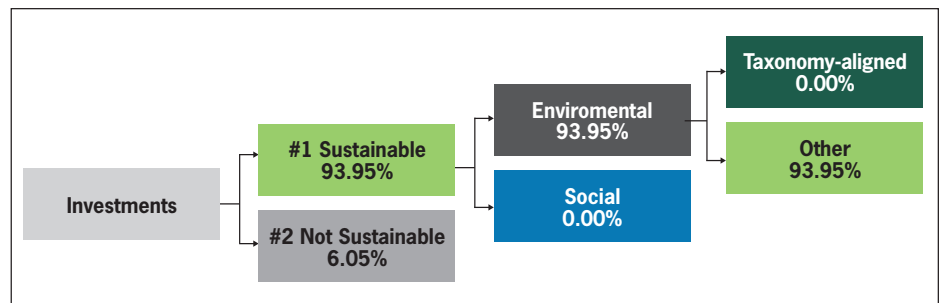 Investments
#1 Sustainable
93.95%
#2 Not Sustainable
6.05%
Enviromental
93.95%
Social
0.00%
Taxonomy-aligned
0.00%
Other
93.95%